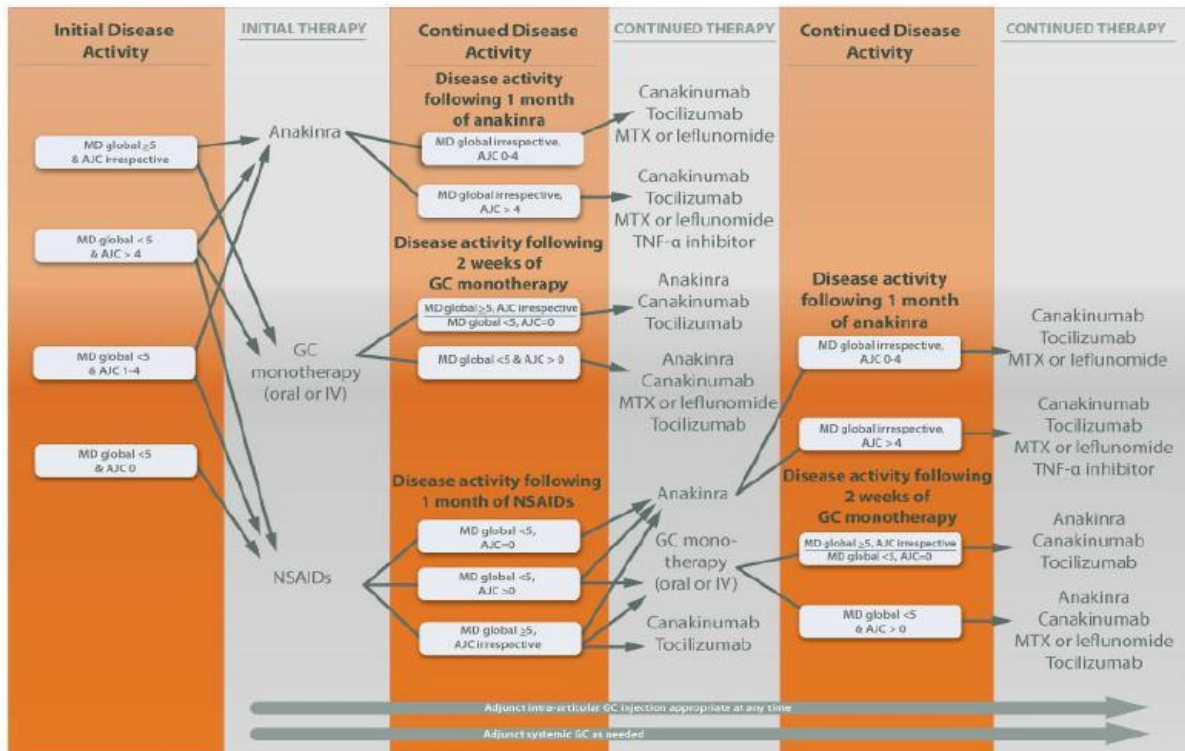 Initial Disease
Activity
MD global ≥5
& AJC irrespective
MD global <5
& AJC > 4
MD global <5
& AJC 1-4
MD global <5
& AJC 0
INITIAL THERAPY
Anakinra
GC
monotherapy
(oral or IV)
NSAIDs
Continued Disease
Activity
Disease activity
following 1 month
of anakinra
MD global irrespective,
AJC 0-4
MD global irrespective,
AJC > 4
Disease activity following
2 weeks of
GC monotherapy
MD global ≥5, AJC irrespective
MD global <5, AJC=0
MD global <5 & AJC > 0
Disease activity following
1 month of NSAIDs
MD global <5,
AJC=0
MD global <5,
AJC >0
MD global ≥5,
AJC irrespective
CONTINUED THERAPY
Canakinumab
Tocilizumab
MTX or leflunomide
Canakinumab
Tocilizumab
MTX or leflunomide
TNF-α inhibitor
Anakinra
Canakinumab
Tocilizumab
Anakinra
Canakinumab
MTX or leflunomide
Tocilizumab
Anakinra
GC mono-
therapy
(oral or IV)
Canakinumab
Tocilizumab
Continued Disease
Activity
Disease activity
following 1 month
of anakinra
MD global irrespective,
AJC 0-4
MD global irrespective,
AJC > 4
Disease activity following
2 weeks of
GC monotherapy
MD global ≥5, AJC irrespective
MD global <5, AJC=0
MD global <5
& AJC > 0
CONTINUED THERAPY
Canakinumab
Tocilizumab
MTX or leflunomide
Canakinumab
Tocilizumab
MTX or leflunomide
TNF-α inhibitor
Anakinra
Canakinumab
Tocilizumab
Anakinra
Canakinumab
MTX or leflunomide
Tocilizumab
Adjunct intra-articular GC injection appropriate at any time
Adjunct systemic GC as needed